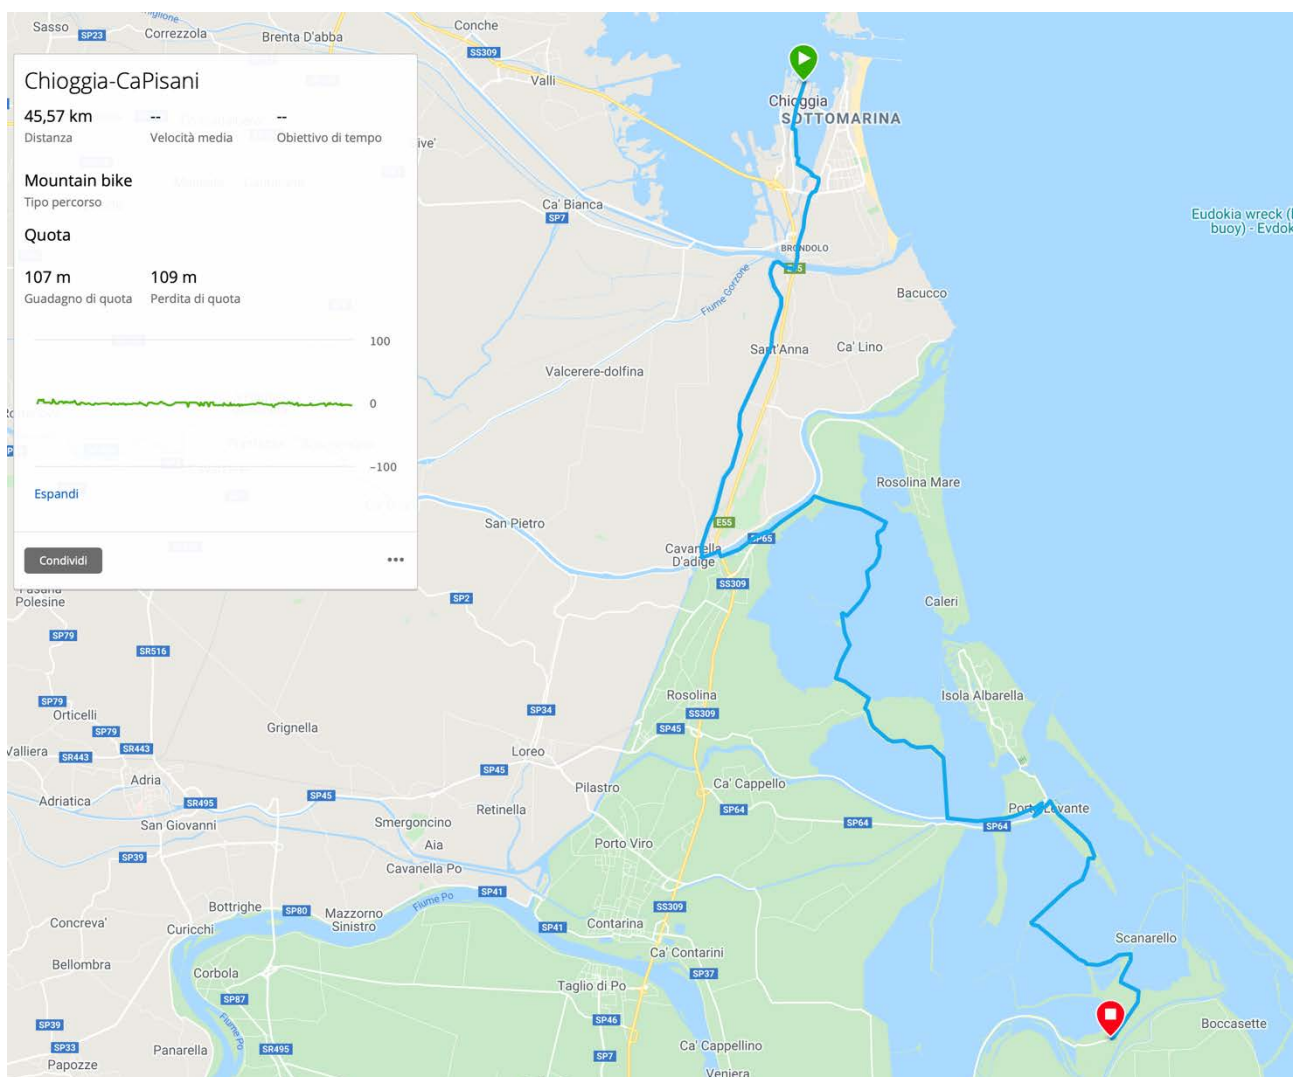 Chioggia-CaPisani
45,57 km
--
--
Distanza
Velocità media
Obiettivo di tempo
Mountain bike
Tipo percorso
Quota
107 m
109 m
Guadagno di quota
Perdita di quota
100
0
-100
Espandi
Condividi
Sasso
SP23
Correzzola
Brenta D'abba
Conche
SS309
Valli
Chioggia
SOTTOMARINA
Ca' Bianca
SP7
BRONDOLO
Eudokia wreck (
buoy) - Evdok
Fiume Gorzone
Bacucco
Sant'Anna
Ca' Lino
Valcerere-dolfina
Rosolina Mare
San Pietro
E55
Cavanella
D'adige
SP65
SS309
Polesine
SP2
Caleri
SP79
SR516
SP79
Orticelli
SP79
SR443
SR443
Valliera
Grignella
SP34
Rosolina
SS309
SP45
Isola Albarella
Loreo
SP45
Adria
Adriatica
SR495
SP45
San Giovanni
Pilastro
Retinella
Ca' Cappello
SP64
SP64
SP64
Porto Levante
Smergoncino
Aia
Porto Viro
SP39
Cavanella Po
SP41
Fiume Po
SS309
Bottrighe
SP80
Mazzorno
Sinistro
SP41
Contarina
Concreva'
Curicchi
Scanarello
Ca' Contarini
Bellombra
Corbola
SP37
Taglio di Po
SP87
Fiume Po
SP39
SP46
Boccasette
SP33
Panarella
SR495
SP7
Ca' Cappellino
Papozze
Veniera